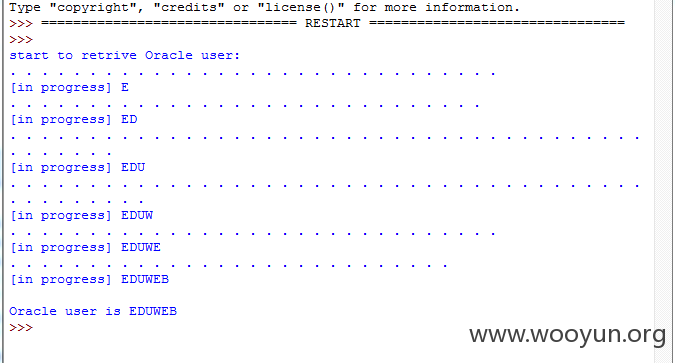 Type "copyright", "credits" or "license()" for more information.
>>> ================================ RESTART ================================
>>>
start to retrive Oracle user:
. . . . . . . . . . . . . . . . . . . . . . . . . . . . . . .
[in progress] E
. . . . . . . . . . . . . . . . . . . . . . . . . . . . . .
[in progress] ED
. . . . . . . . . . . . . . . . . . . . . . . . . . . . . . . . . . . . . . . .
. . . . . . .
[in progress] EDU
. . . . . . . . . . . . . . . . . . . . . . . . . . . . . . . . . . . . . . . .
. . . . . . . . .
[in progress] EDUW
. . . . . . . . . . . . . . . . . . . . . . . . . . . . . . .
[in progress] EDUWE
. . . . . . . . . . . . . . . . . . . . . . . . . . . .
[in progress] EDUWEB
Oracle user is EDUWEB
>>>
www.wooyun.org